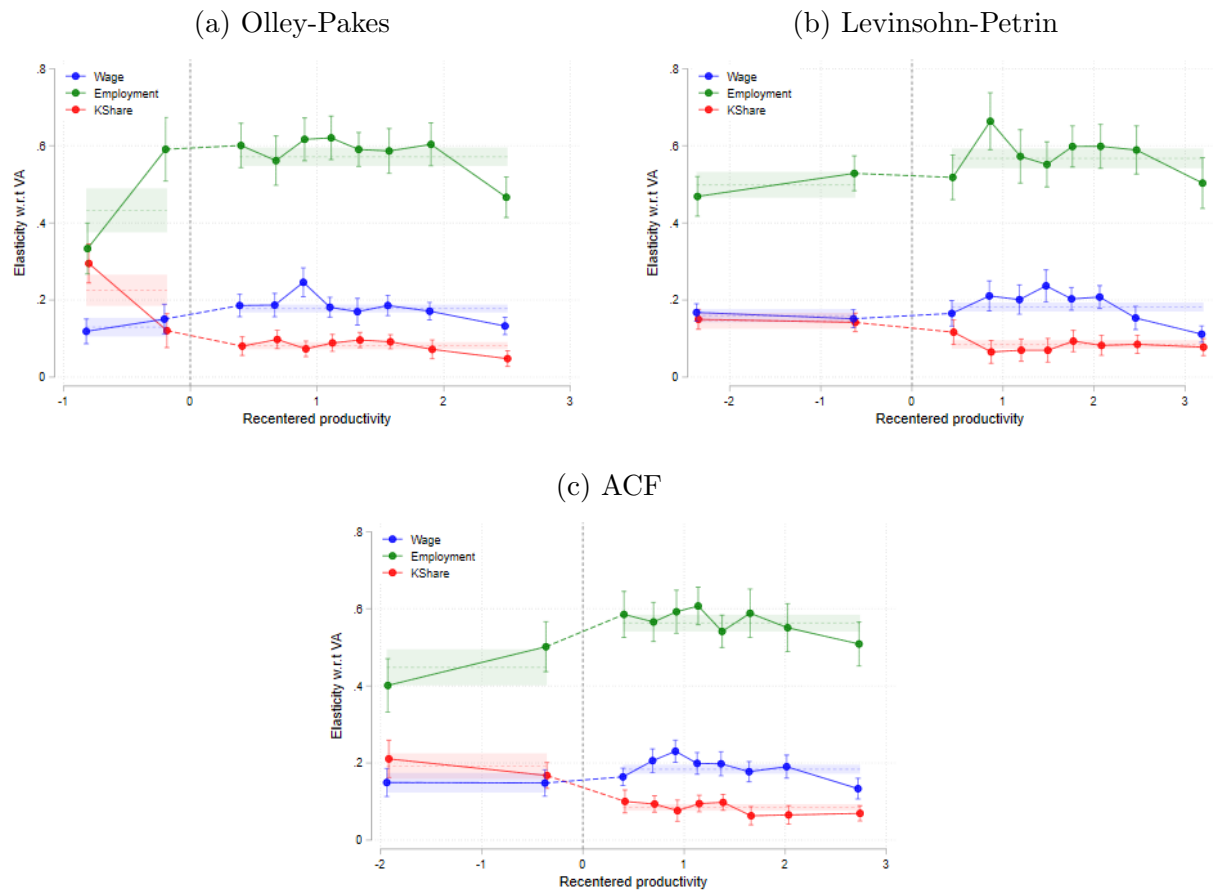 (a) Olley-Pakes
.8
.6
.4
.2
0
Elasticity w.r.t VA
Wage
Employment
KShare
-1
0
1
2
3
Recentered productivity
(b) Levinsohn-Petrin
.8
.6
.4
.2
0
Elasticity w.r.t VA
Wage
Employment
KShare
-2
-1
0
1
2
3
Recentered productivity
(c) ACF
.8
.6
.4
.2
0
Elasticity w.r.t VA
Wage
Employment
KShare
-2
-1
0
1
2
3
Recentered productivity